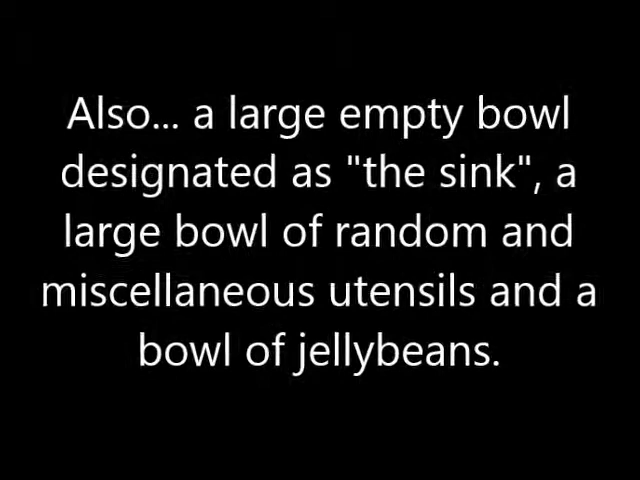 Also... a large empty bowl
designated as "the sink", a
large bowl of random and
miscellaneous utensils and a
bowl of jellybeans.